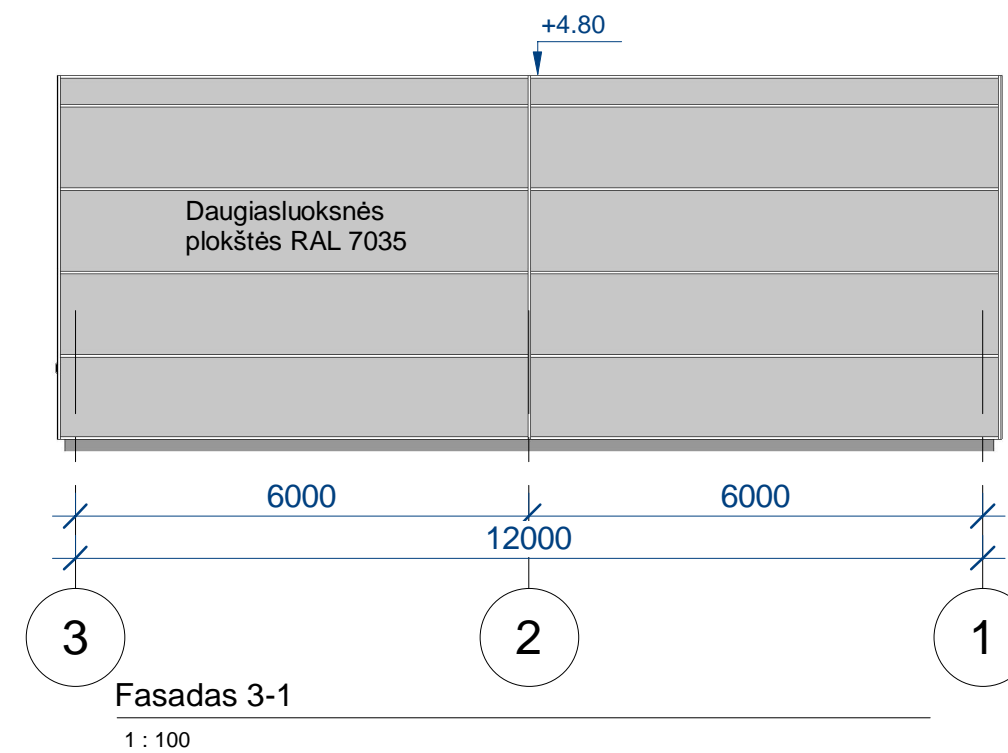 +4.80
Daugiasluoksnės
plokštės RAL 7035
6000 6000
12000
3 2 1
Fasadas 3-1
1 : 100